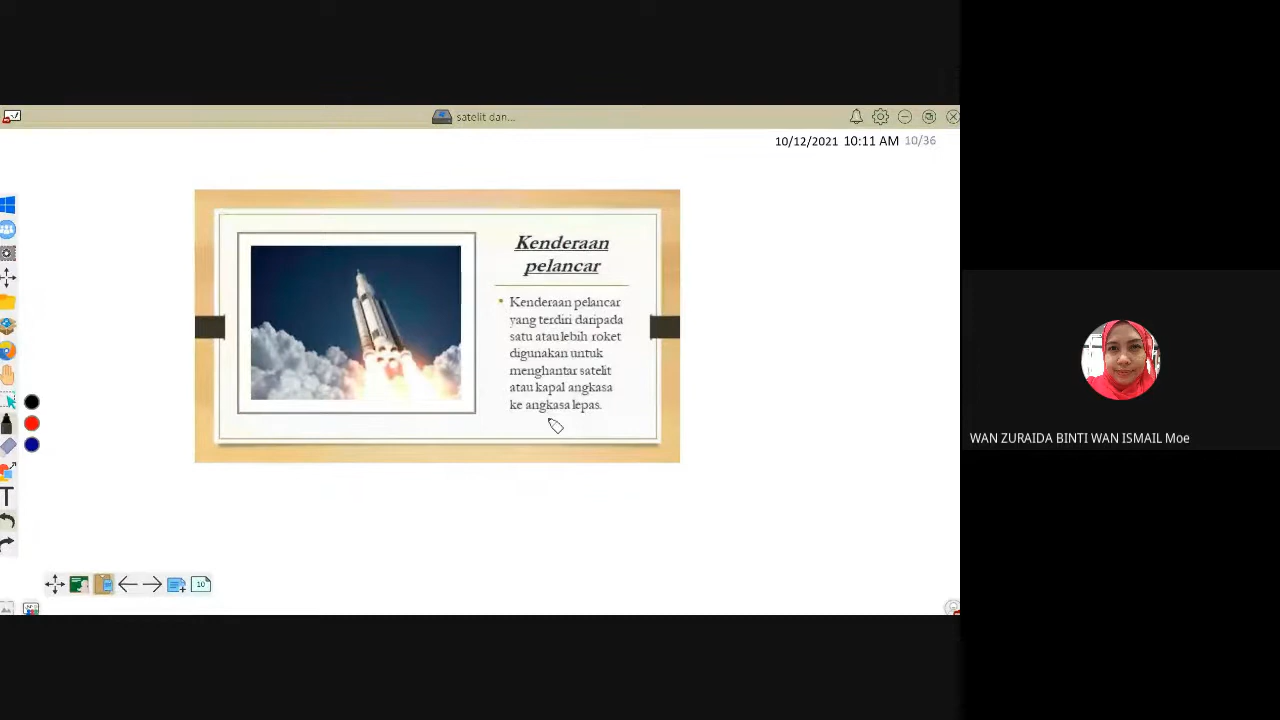 satelit dan...
10/12/2021 10:11 AM 10/36
Kenderaan
pelancar
Kenderaan pelancar
yang terdiri daripada
satu atau lebih roket
digunakan untuk
menghantar satelit
atau kapal angkasa
ke angkasa lepas.
WAN ZURAIDA BINTI WAN ISMAIL Moe
T
10